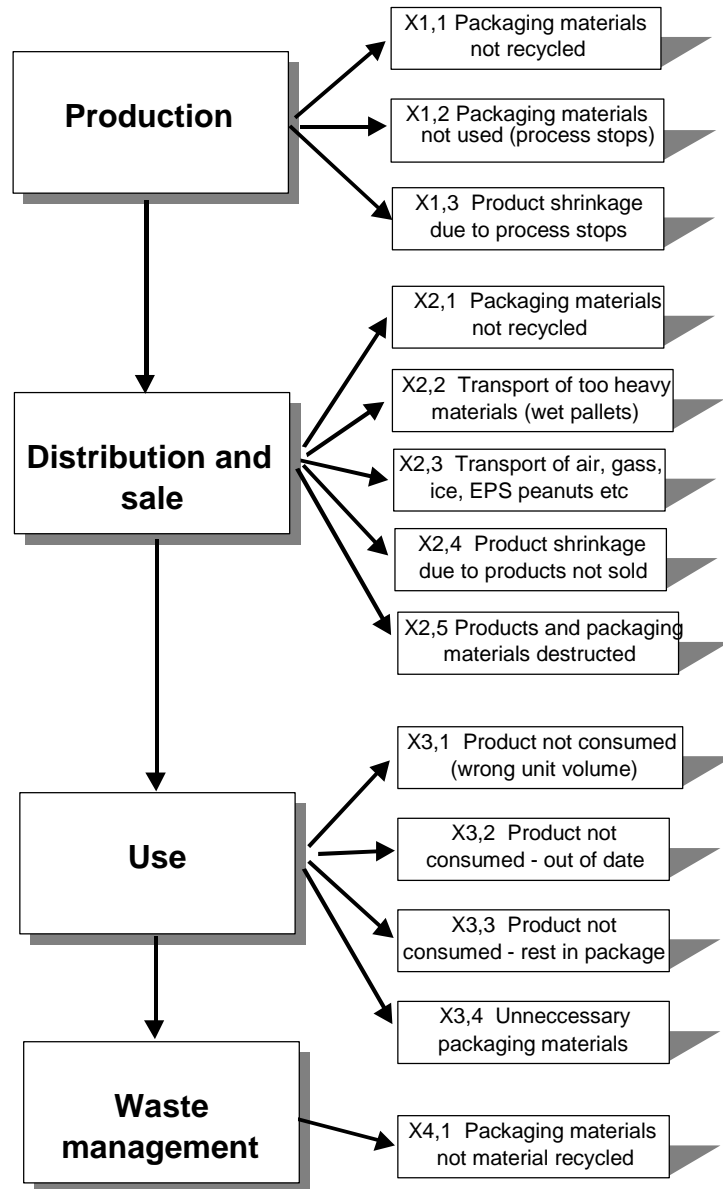 X1,1 Packaging materials
not recycled
Production
X1,2 Packaging materials
not used (process stops)
X1,3 Product shrinkage
due to process stops
X2,1 Packaging materials
not recycled
X2,2 Transport of too heavy
materials (wet pallets)
Distribution and
sale
X2,3 Transport of air, gass,
ice, EPS peanuts etc
X2,4 Product shrinkage
due to products not sold
X2,5 Products and packaging
materials destructed
X3,1 Product not consumed
(wrong unit volume)
Use
X3,2 Product not
consumed - out of date
X3,3 Product not
consumed - rest in package
X3,4 Unneccessary
packaging materials
Waste
management
X4,1 Packaging materials
not material recycled